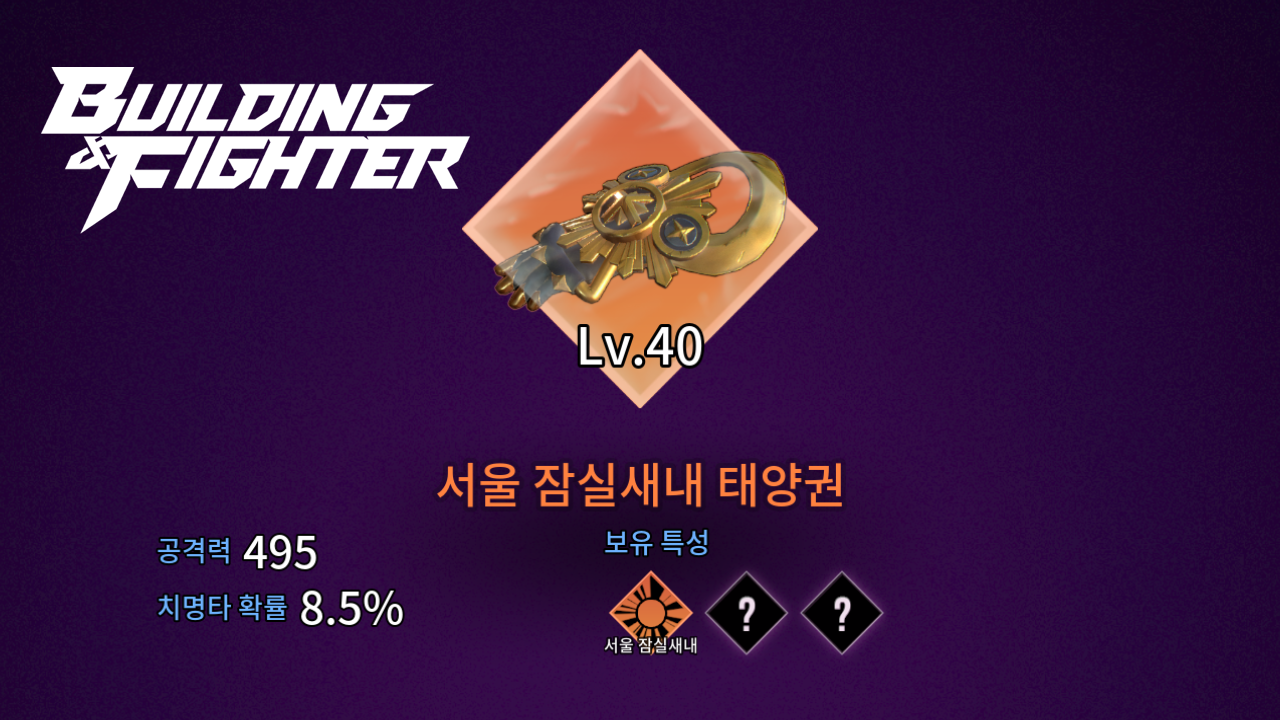 BUILDING
& FIGHTER
Lv.40
서울 잠실새내 태양권
공격력 495
치명타 확률 8.5%
보유 특성
? ?
서울 잠실새내